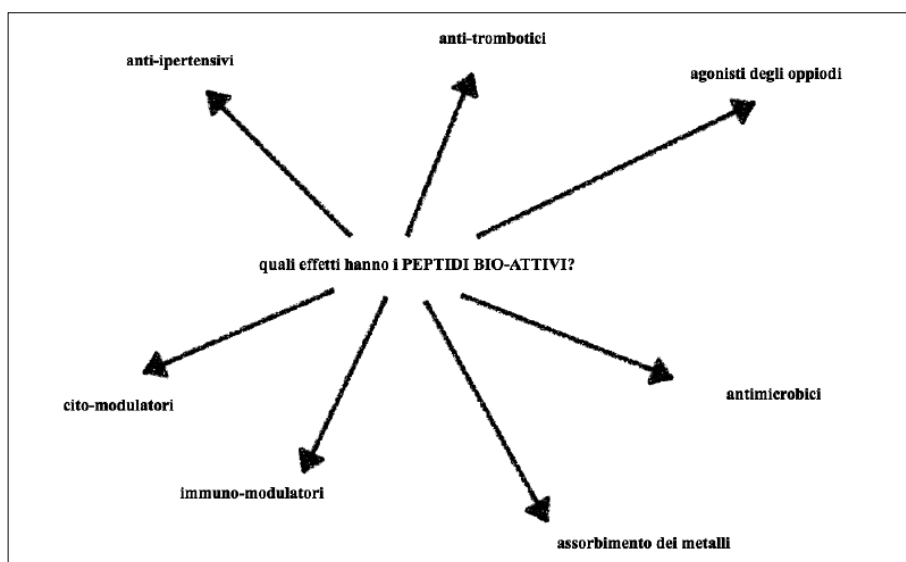 anti-trombotici
anti-ipertensivi
agonisti degli oppiodi
quali effetti hanno i PEPTIDI BIO-ATTIVI?
cito-modulatori
antimicrobici
immuno-modulatori
assorbimento dei metalli